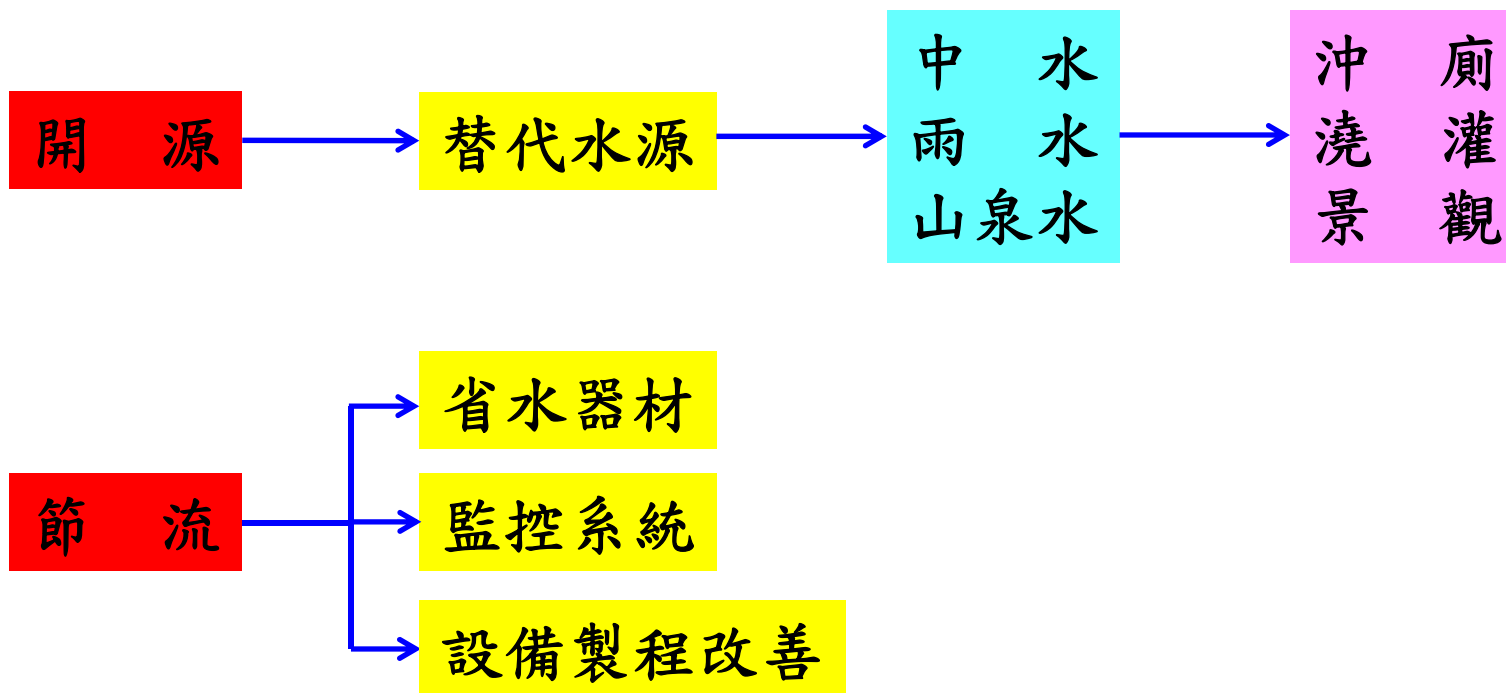 開 源
替代水源
中 水
雨 水
山泉水
沖 廁
澆 灌
景 觀
節 流
省水器材
監控系統
設備製程改善